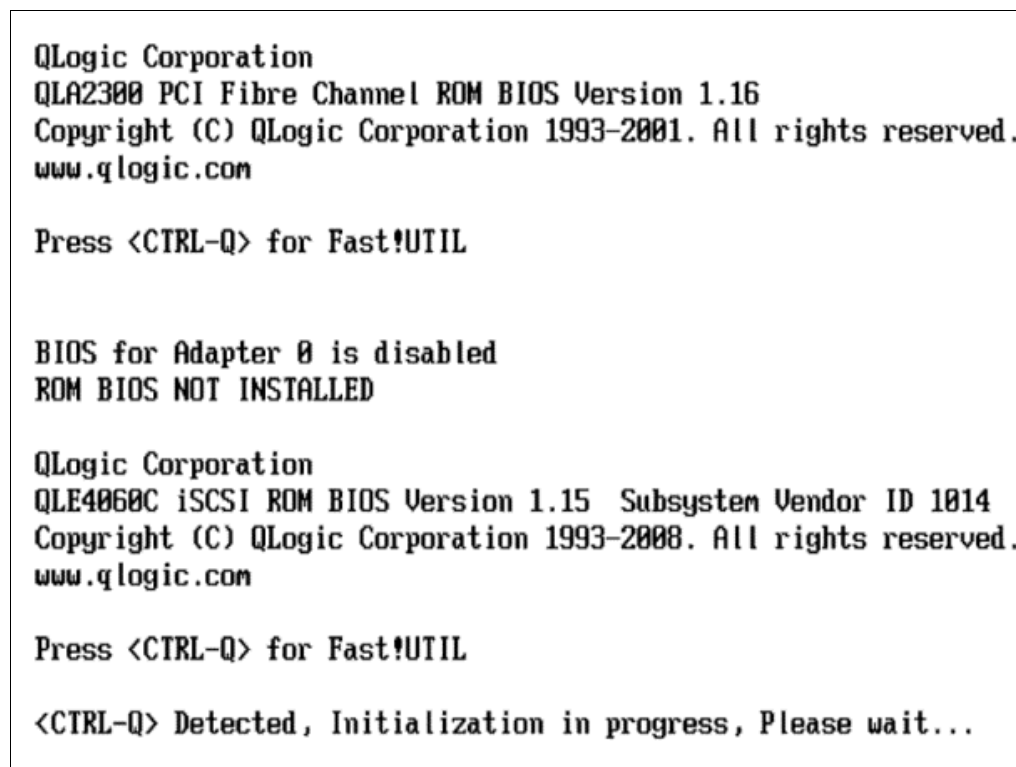 QLogic Corporation
QLA2300 PCI Fibre Channel ROM BIOS Version 1.16
Copyright (C) QLogic Corporation 1993-2001. All rights reserved.
www.qlogic.com
Press <CTRL-Q> for Fast!UTIL
BIOS for Adapter 0 is disabled
ROM BIOS NOT INSTALLED
QLogic Corporation
QLE4060C iSCSI ROM BIOS Version 1.15  Subsystem Vendor ID 1014
Copyright (C) QLogic Corporation 1993-2008. All rights reserved.
www.qlogic.com
Press <CTRL-Q> for Fast!UTIL
<CTRL-Q> Detected, Initialization in progress, Please wait...